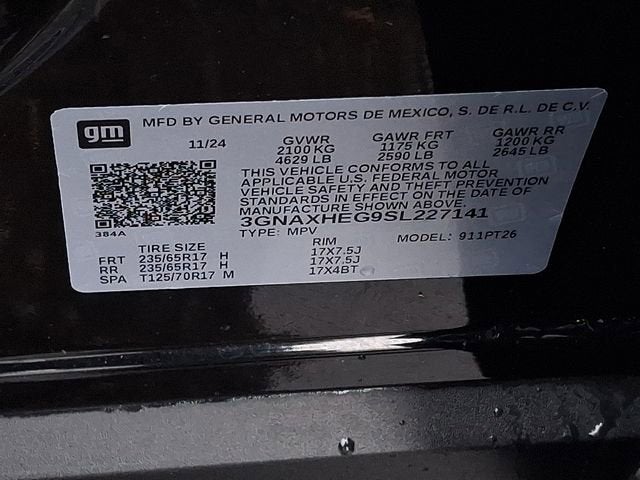 gm
MFD BY GENERAL MOTORS DE MEXICO, S. DE R.L. DE C.V.
11/24 GVWR GAWR FRT GAWR RR
2100 KG 1175 KG 1200 KG
4629 LB 2590 LB 2645 LB
THIS VEHICLE CONFORMS TO ALL
APPLICABLE U.S. FEDERAL MOTOR
VEHICLE SAFETY AND THEFT PREVENTION
STANDARDS IN EFFECT ON THE DATE OF
MANUFACTURE SHOWN ABOVE.
3GNAXHEG9SL227141
384A
TYPE: MPV MODEL: 911PT26
TIRE SIZE RIM
FRT 235/65R17 H 17X7.5J
RR 235/65R17 H 17X7.5J
SPA T125/70R17 M 17X4BT